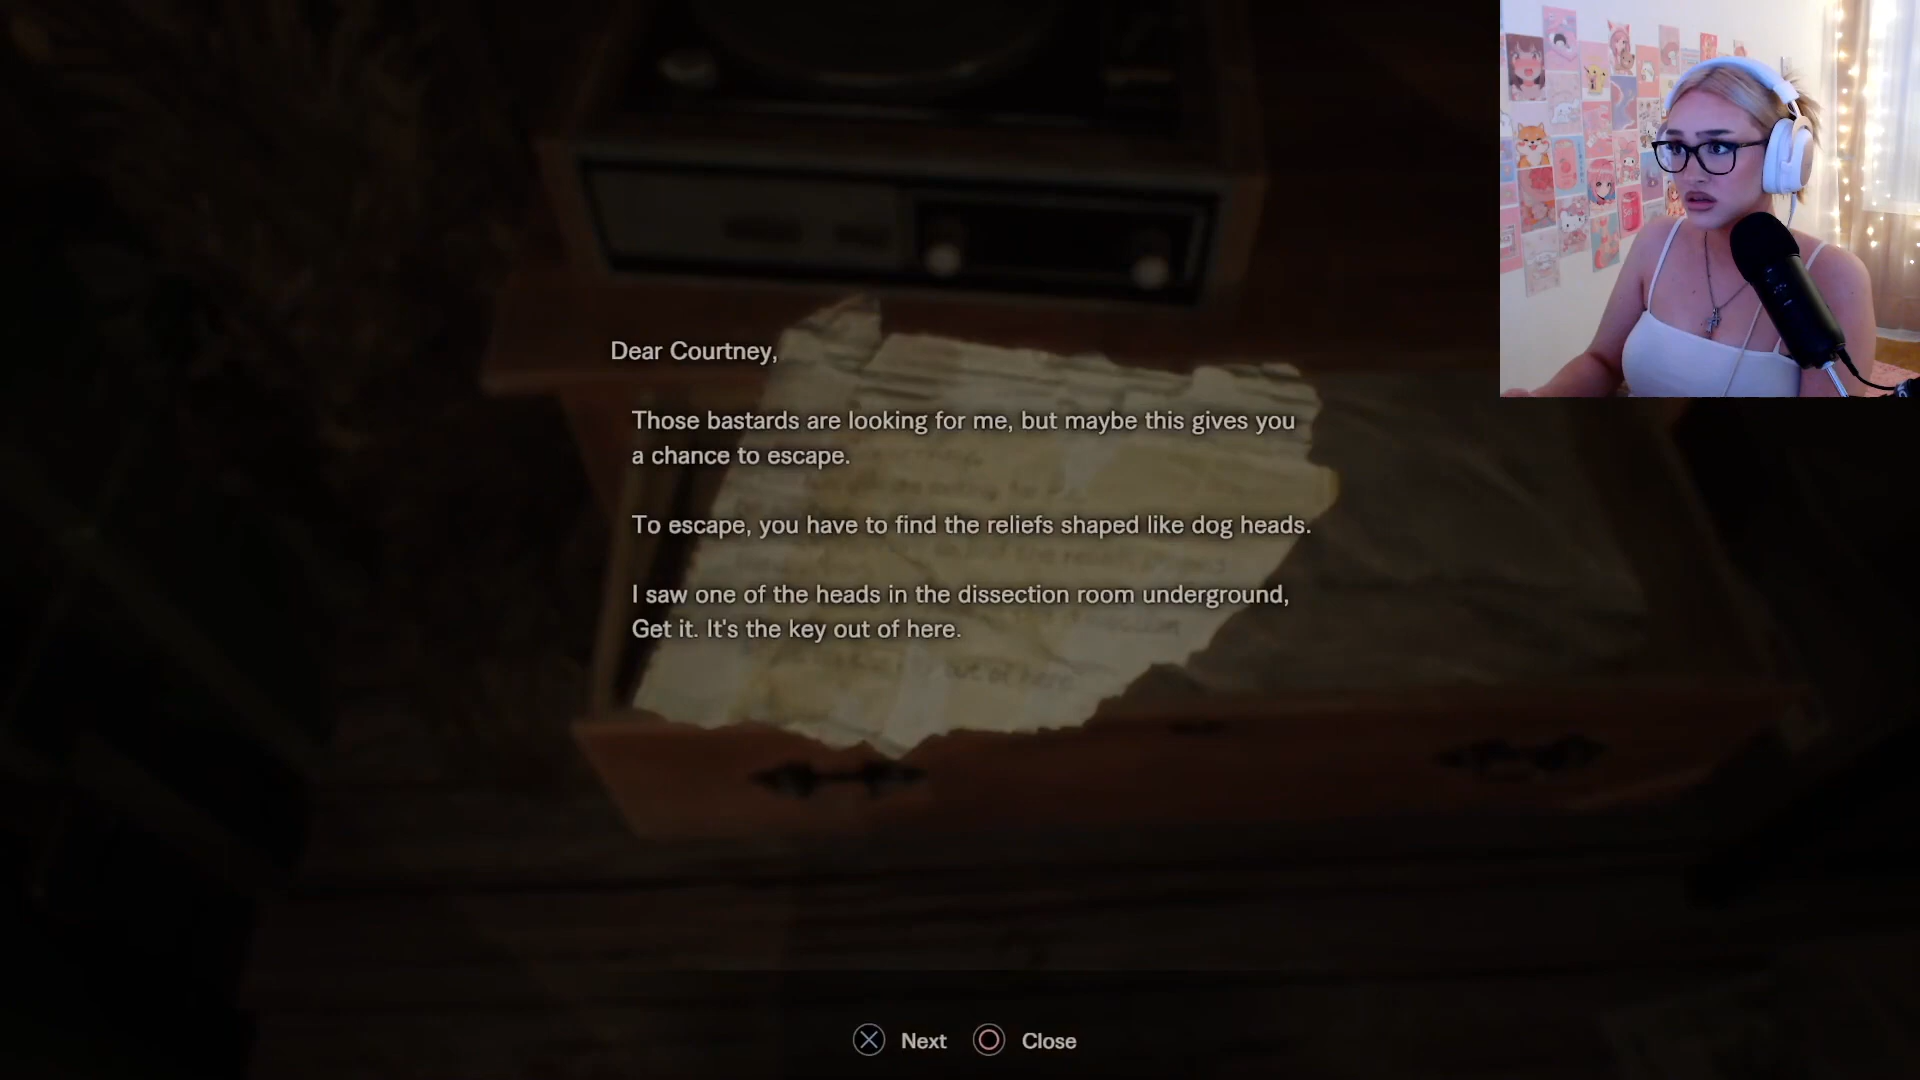 Dear Courtney,
Those bastards are looking for me, but maybe this gives you
a chance to escape.
To escape, you have to find the reliefs shaped like dog heads.
I saw one of the heads in the dissection room underground,
Get it. It's the key out of here.
Next
Close